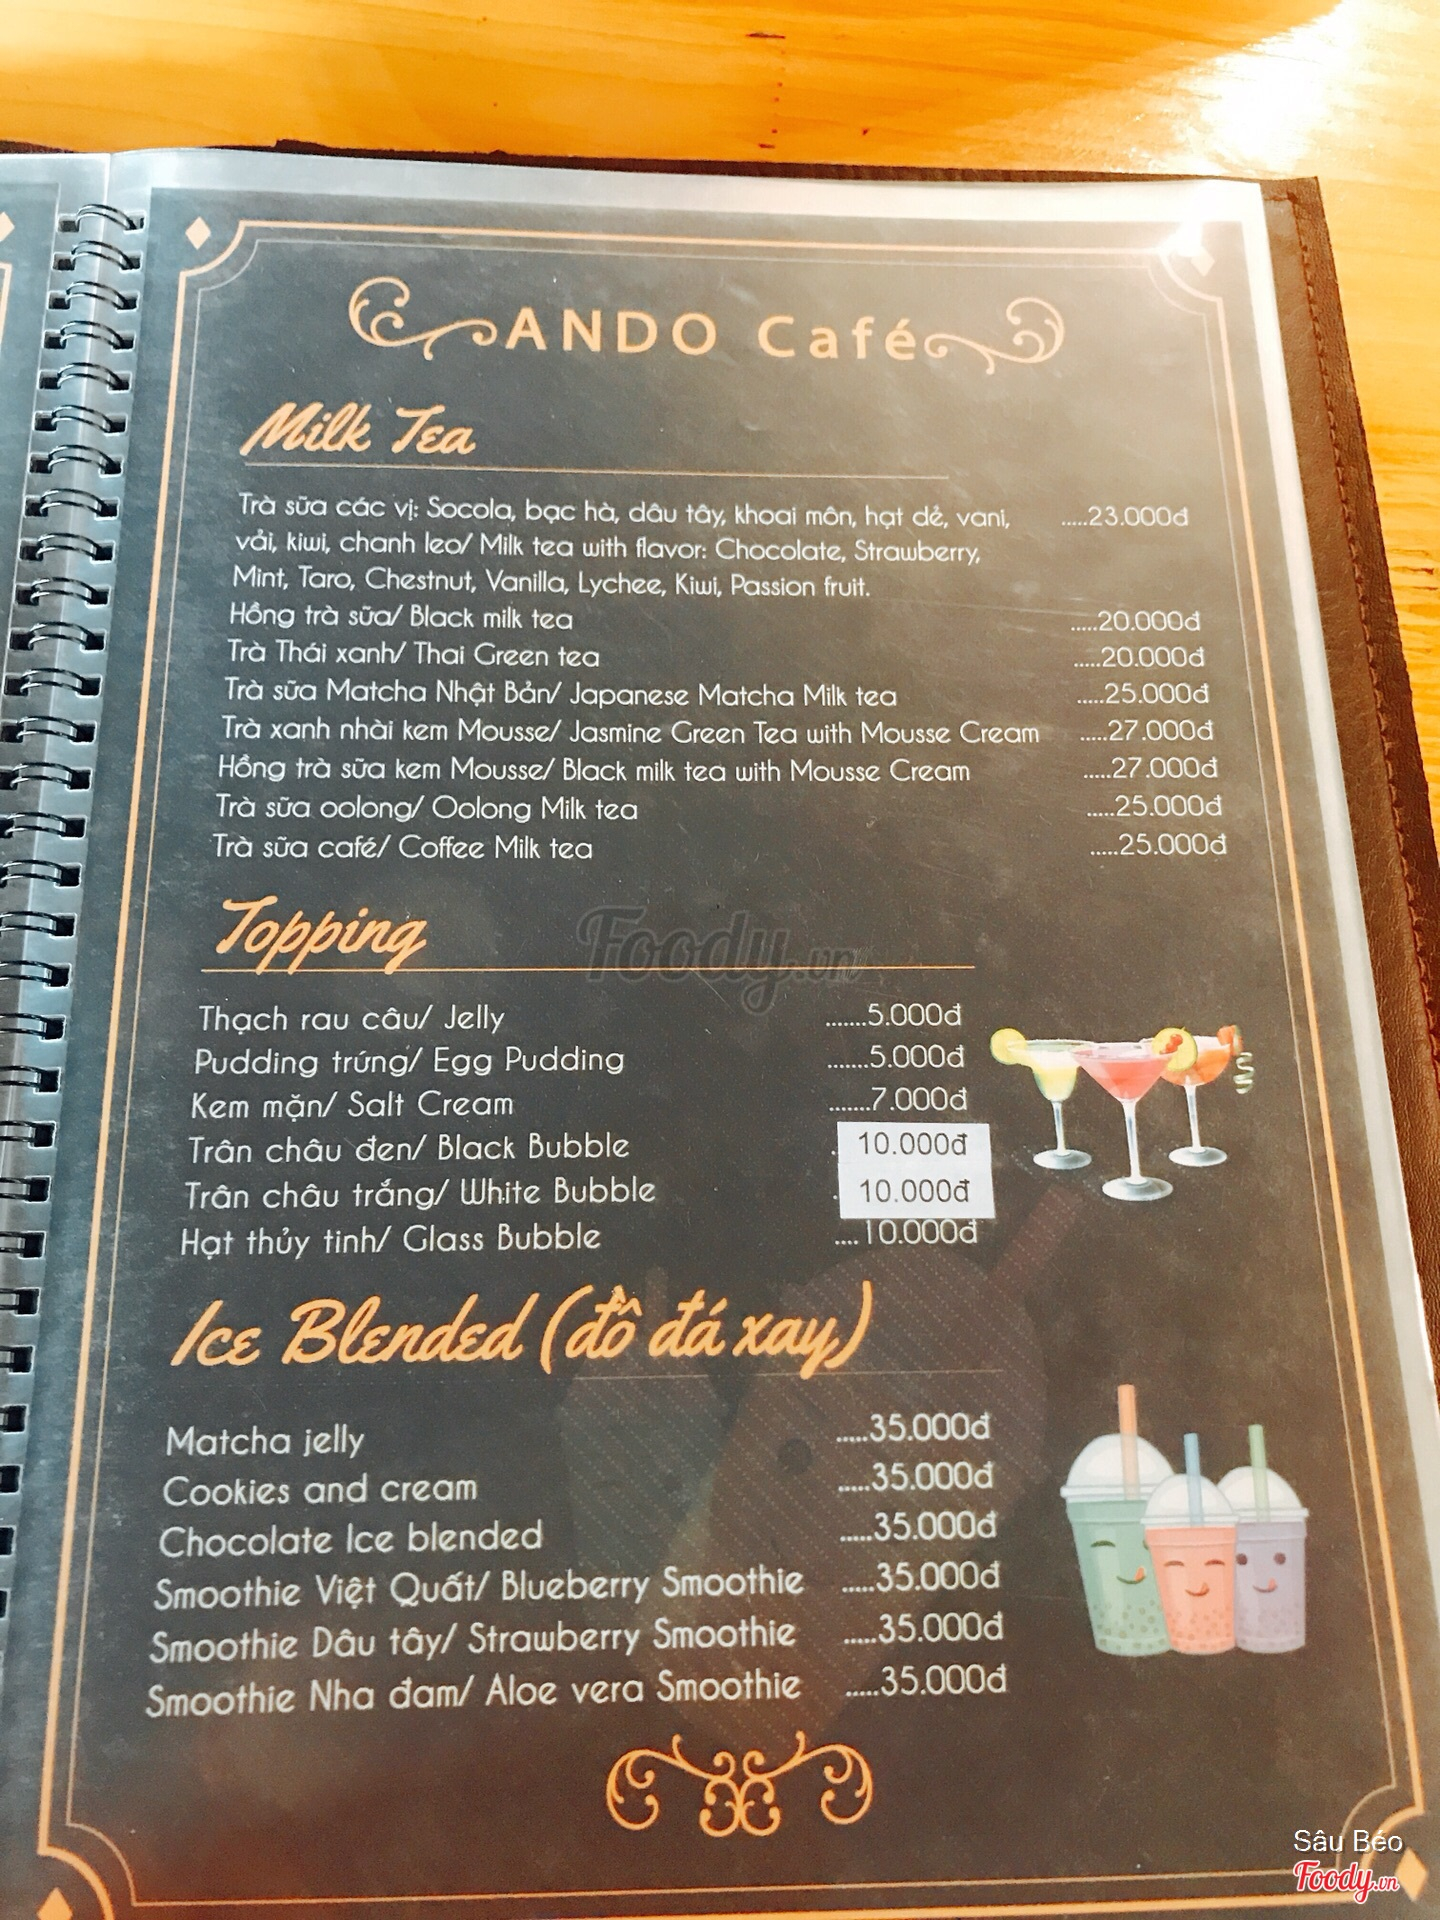 ANDO Café
Milk Tea
Trà sữa các vị: Socola, bạc hà, dâu tây, khoai môn, hạt dẻ, vani, .....23.000đ
vải, kiwi, chanh leo/ Milk tea with flavor: Chocolate, Strawberry,
Mint, Taro, Chestnut, Vanilla, Lychee, Kiwi, Passion fruit.
Hồng trà sữa/ Black milk tea .....20.000đ
Trà Thái xanh/ Thai Green tea .....20.000đ
Trà sữa Matcha Nhật Bản/ Japanese Matcha Milk tea .....25.000đ
Trà xanh nhài kem Mousse/ Jasmine Green Tea with Mousse Cream .....27.000đ
Hồng trà sữa kem Mousse/ Black milk tea with Mousse Cream .....27.000đ
Trà sữa oolong/ Oolong Milk tea .....25.000đ
Trà sữa café/ Coffee Milk tea .....25.000đ
Topping
Foody.vn
Thạch rau câu/ Jelly .......5.000đ
Pudding trứng/ Egg Pudding .......5.000đ
Kem mặn/ Salt Cream .......7.000đ
Trân châu đen/ Black Bubble .10.000đ
Trân châu trắng/ White Bubble .10.000đ
Hạt thủy tinh/ Glass Bubble ....10.000đ
Ice Blended (đồ đá xay)
Matcha jelly .....35.000đ
Cookies and cream .....35.000đ
Chocolate Ice blended .....35.000đ
Smoothie Việt Quất/ Blueberry Smoothie .....35.000đ
Smoothie Dâu tây/ Strawberry Smoothie .....35.000đ
Smoothie Nha đam/ Aloe vera Smoothie .....35.000đ
Sâu Béo
Foody.vn